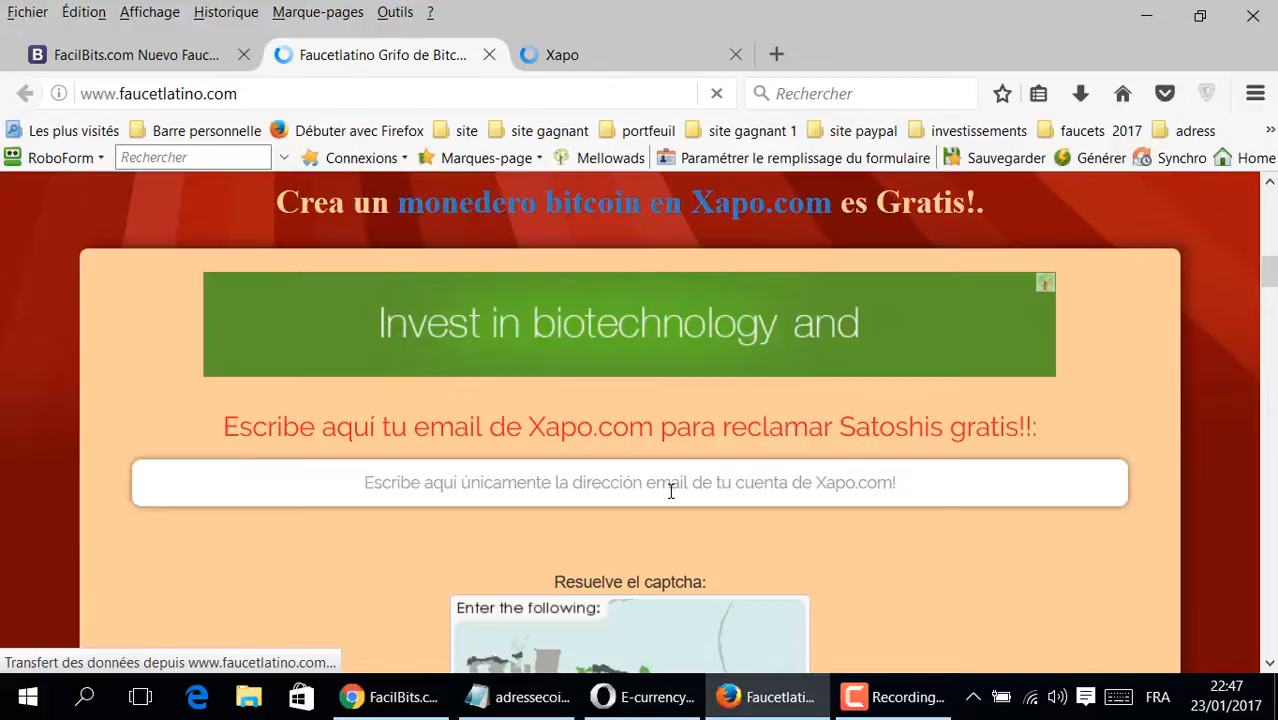 Fichier Édition Affichage Historique Marque-pages Outils ?
FacilBits.com Nuevo Fauc... Faucetlatino Grifo de Bitc... Xapo
www.faucetlatino.com Rechercher
Les plus visités Barre personnelle Débuter avec Firefox site site gagnant portfeuil site gagnant 1 site paypal investissements faucets 2017 adress
RoboForm Rechercher Connexions Marques-page Mellowads Paramétrer le remplissage du formulaire Sauvegarder Générer Synchro Home
Crea un monedero bitcoin en Xapo.com es Gratis!.
Invest in biotechnology and
Escribe aquí tu email de Xapo.com para reclamar Satoshis gratis!!:
Escribe aquí únicamente la dirección email de tu cuenta de Xapo.com!
Resuelve el captcha:
Enter the following:
Transfert des données depuis www.faucetlatino.com...
FacilBits.c... adressecoi... E-currency... Faucetlati... Recording... FRA 22:47
23/01/2017